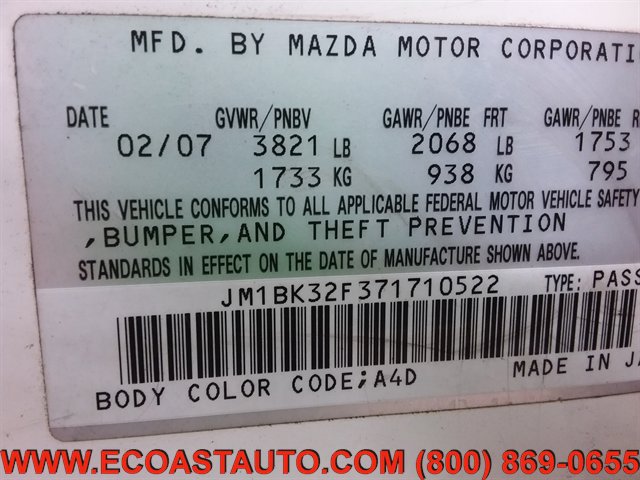 MFD. BY MAZDA MOTOR CORPORATI
DATE GVWR/PNBV GAWR/PNBE FRT GAWR/PNBE R
02/07 3821 LB 2068 LB 1753
1733 KG 938 KG 795
THIS VEHICLE CONFORMS TO ALL APPLICABLE FEDERAL MOTOR VEHICLE SAFETY
,BUMPER,AND THEFT PREVENTION
STANDARDS IN EFFECT ON THE DATE OF MANUFACTURE SHOWN ABOVE.
JM1BK32F371710522 TYPE: PASS
BODY COLOR CODE;A4D MADE IN JA
WWW.ECOASTAUTO.COM (800) 869-0655